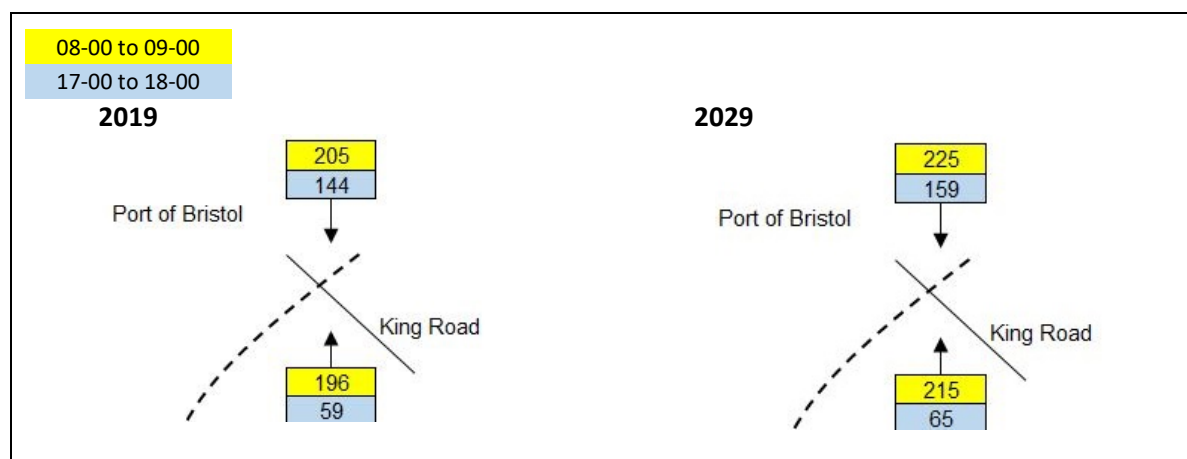 08-00 to 09-00
17-00 to 18-00
2019
2029
205
144
Port of Bristol
King Road
196
59
225
159
Port of Bristol
King Road
215
65